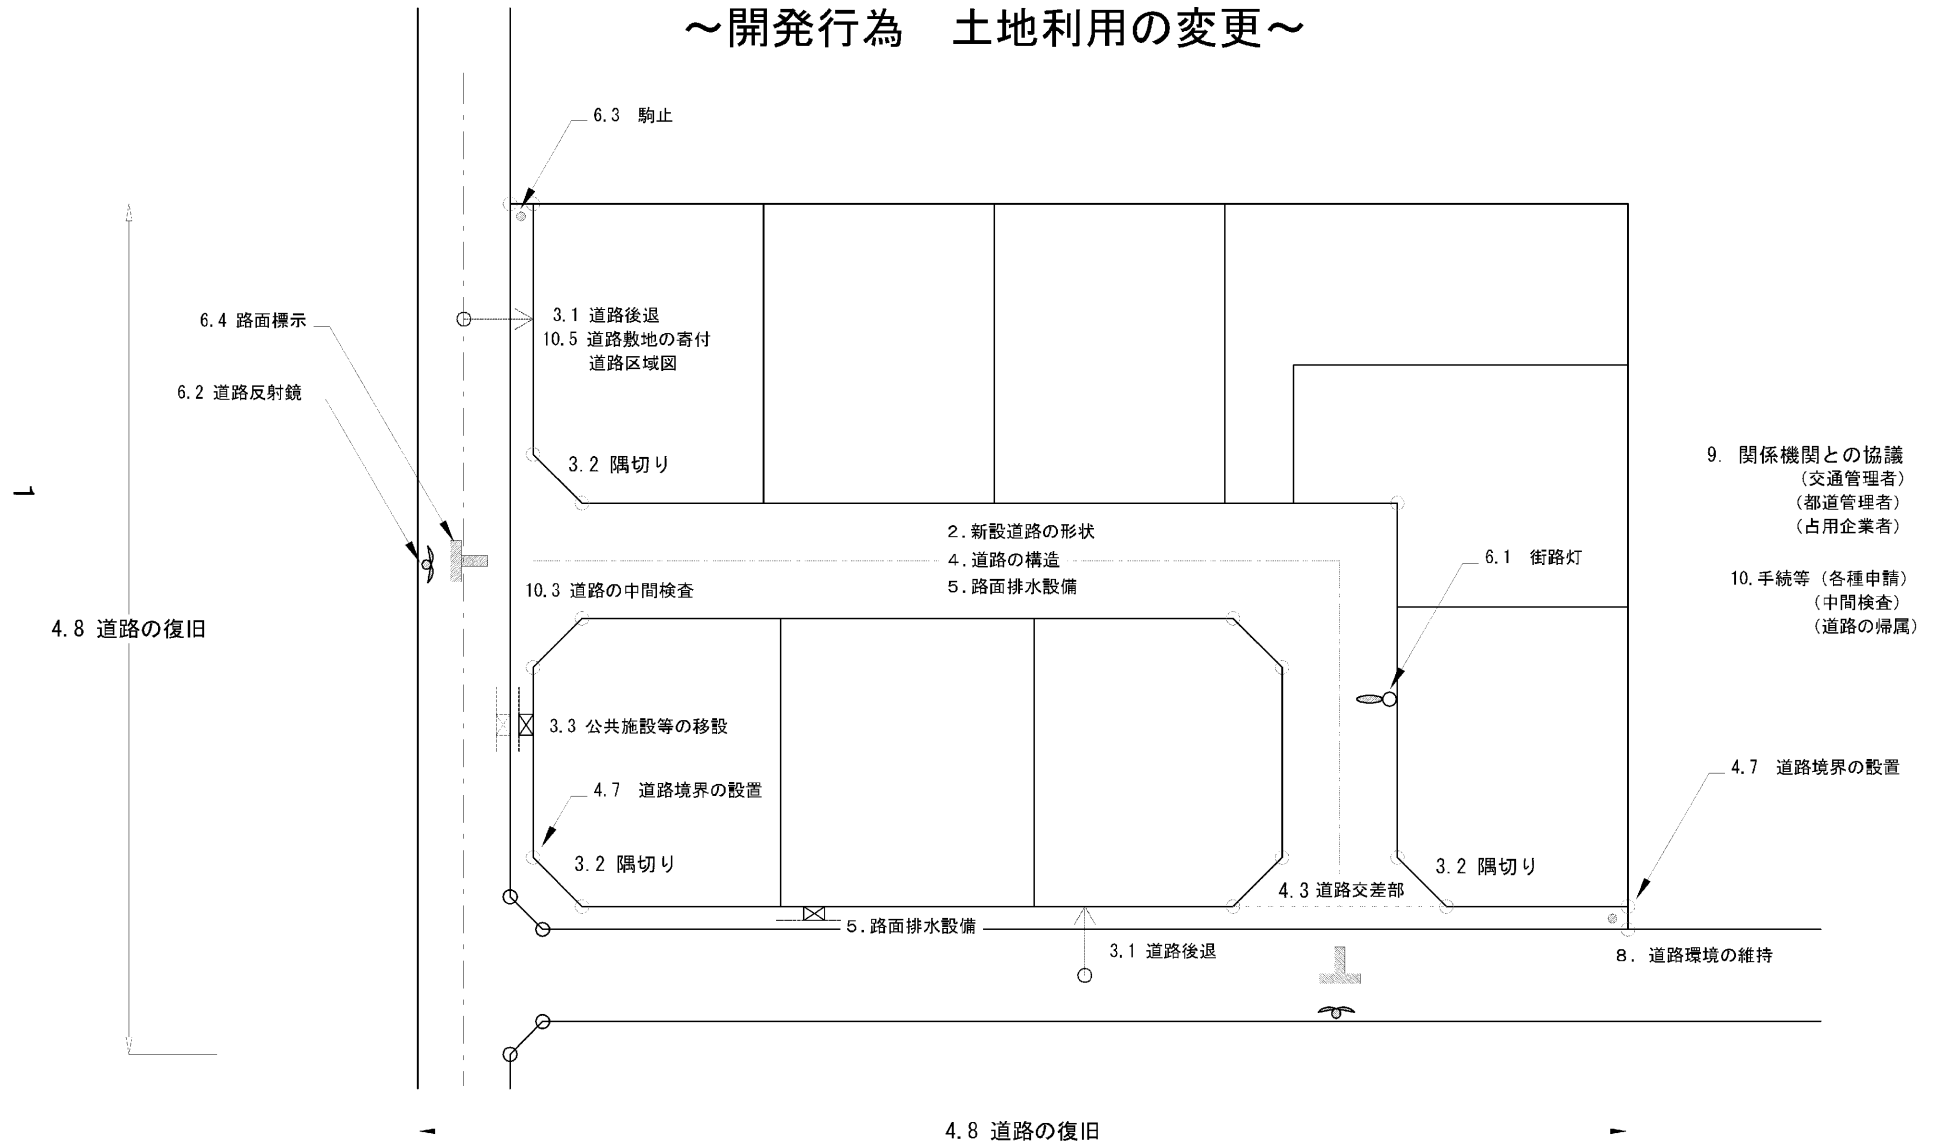 ～開発行為　土地利用の変更～
6.3　駒止
6.4 路面標示
3.1 道路後退
10.5 道路敷地の寄付
道路区域図
6.2 道路反射鏡
3.2 隅切り
9. 関係機関との協議
（交通管理者）
（都道管理者）
（占用企業者）
1
2.新設道路の形状
4.道路の構造
5.路面排水設備
6.1　街路灯
10.3 道路の中間検査
10.手続等（各種申請）
（中間検査）
（道路の帰属）
4.8 道路の復旧
3.3 公共施設等の移設
4.7　道路境界の設置
4.7　道路境界の設置
3.2 隅切り
3.2 隅切り
4.3 道路交差部
5.路面排水設備
3.1 道路後退
8. 道路環境の維持
4.8 道路の復旧